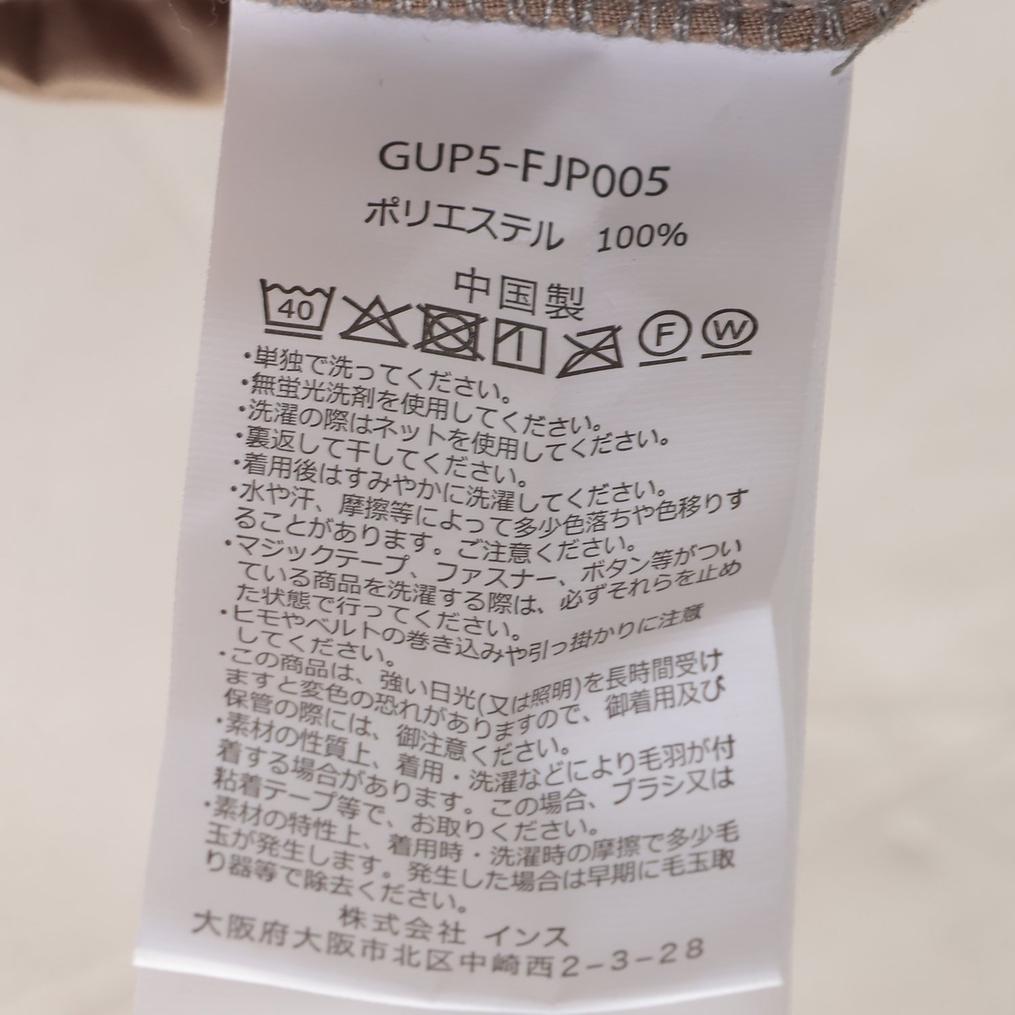 GUP5-FJP005
ポリエステル 100%
中国製
40 F W
・単独で洗ってください。
・無蛍光洗剤を使用してください。
・洗濯の際はネットを使用してください。
・裏返して干してください。
・着用後はすみやかに洗濯してください。
・水や汗、摩擦等によって多少色落ちや色移りす
ることがあります。ご注意ください。
・マジックテープ、ファスナー、ボタン等がつい
ている商品を洗濯する際は、必ずそれらを止め
た状態で行ってください。
・ヒモやベルトの巻き込みや引っ掛かりに注意
してください。
・この商品は、強い日光(又は照明)を長時間受け
ますと変色の恐れがありますので、御着用及び
保管の際には、御注意ください。
・素材の性質上、着用・洗濯などにより毛羽が付
着する場合があります。この場合、ブラシ又は
粘着テープ等で、お取りください。
・素材の特性上、着用時・洗濯時の摩擦で多少毛
玉が発生します。発生した場合は早期に毛玉取
り器等で除去ください。
株式会社 インス
大阪府大阪市北区中崎西2-3-28